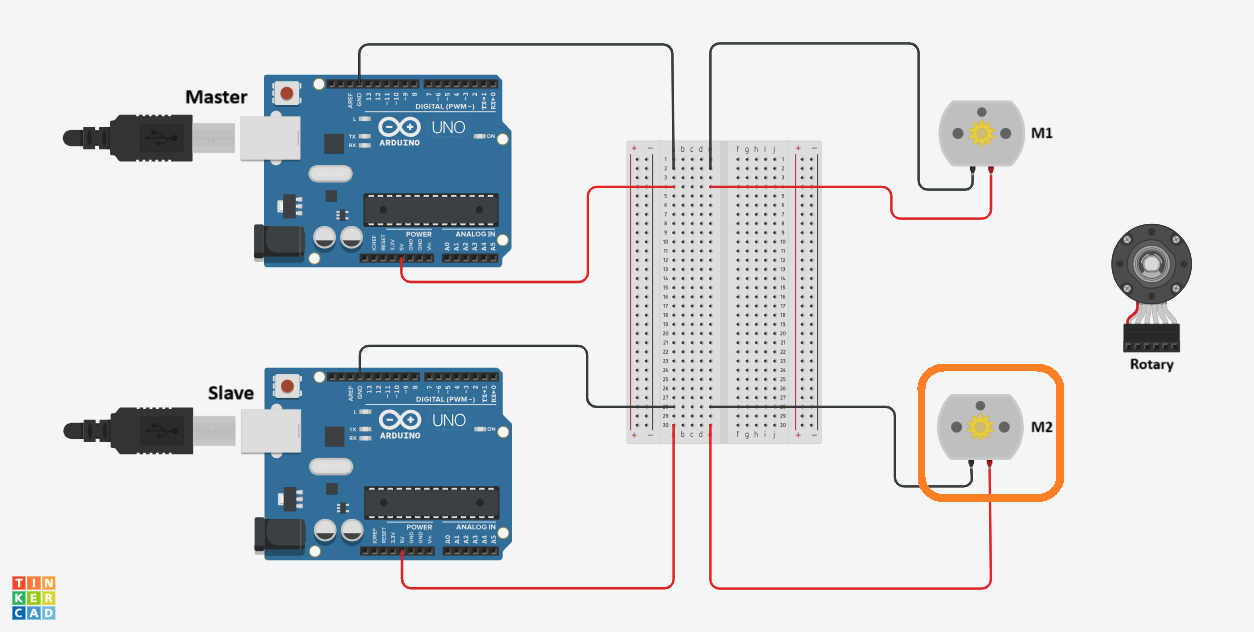 Master
AREF
GND
13
12
~11
~10
~9
8
7
~6
~5
4
~3
2
TX→1
RX←0
DIGITAL (PWM~)
L
TX
RX
UNO
ARDUINO
ON
IOREF
RESET
3.3V
5V
GND
GND
Vin
POWER
ANALOG IN
A0
A1
A2
A3
A4
A5
Slave
AREF
GND
13
12
~11
~10
~9
8
7
~6
~5
4
~3
2
TX→1
RX←0
DIGITAL (PWM~)
L
TX
RX
UNO
ARDUINO
ON
IOREF
RESET
3.3V
5V
GND
GND
Vin
POWER
ANALOG IN
A0
A1
A2
A3
A4
A5
b c d e f g h i j
1
2
3
5
6
7
8
9
10
11
12
13
14
15
16
17
18
19
20
21
22
23
24
25
26
27
29
30
b c d e f g h i j
M1
Rotary
M2
TIN
KER
CAD